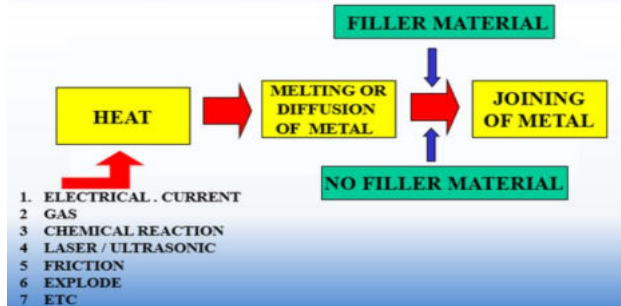 FILLER MATERIAL
HEAT
MELTING OR
DIFFUSION
OF METAL
JOINING
OF METAL
NO FILLER MATERIAL
1. ELECTRICAL . CURRENT
2 GAS
3 CHEMICAL REACTION
4 LASER / ULTRASONIC
5 FRICTION
6 EXPLODE
7 ETC